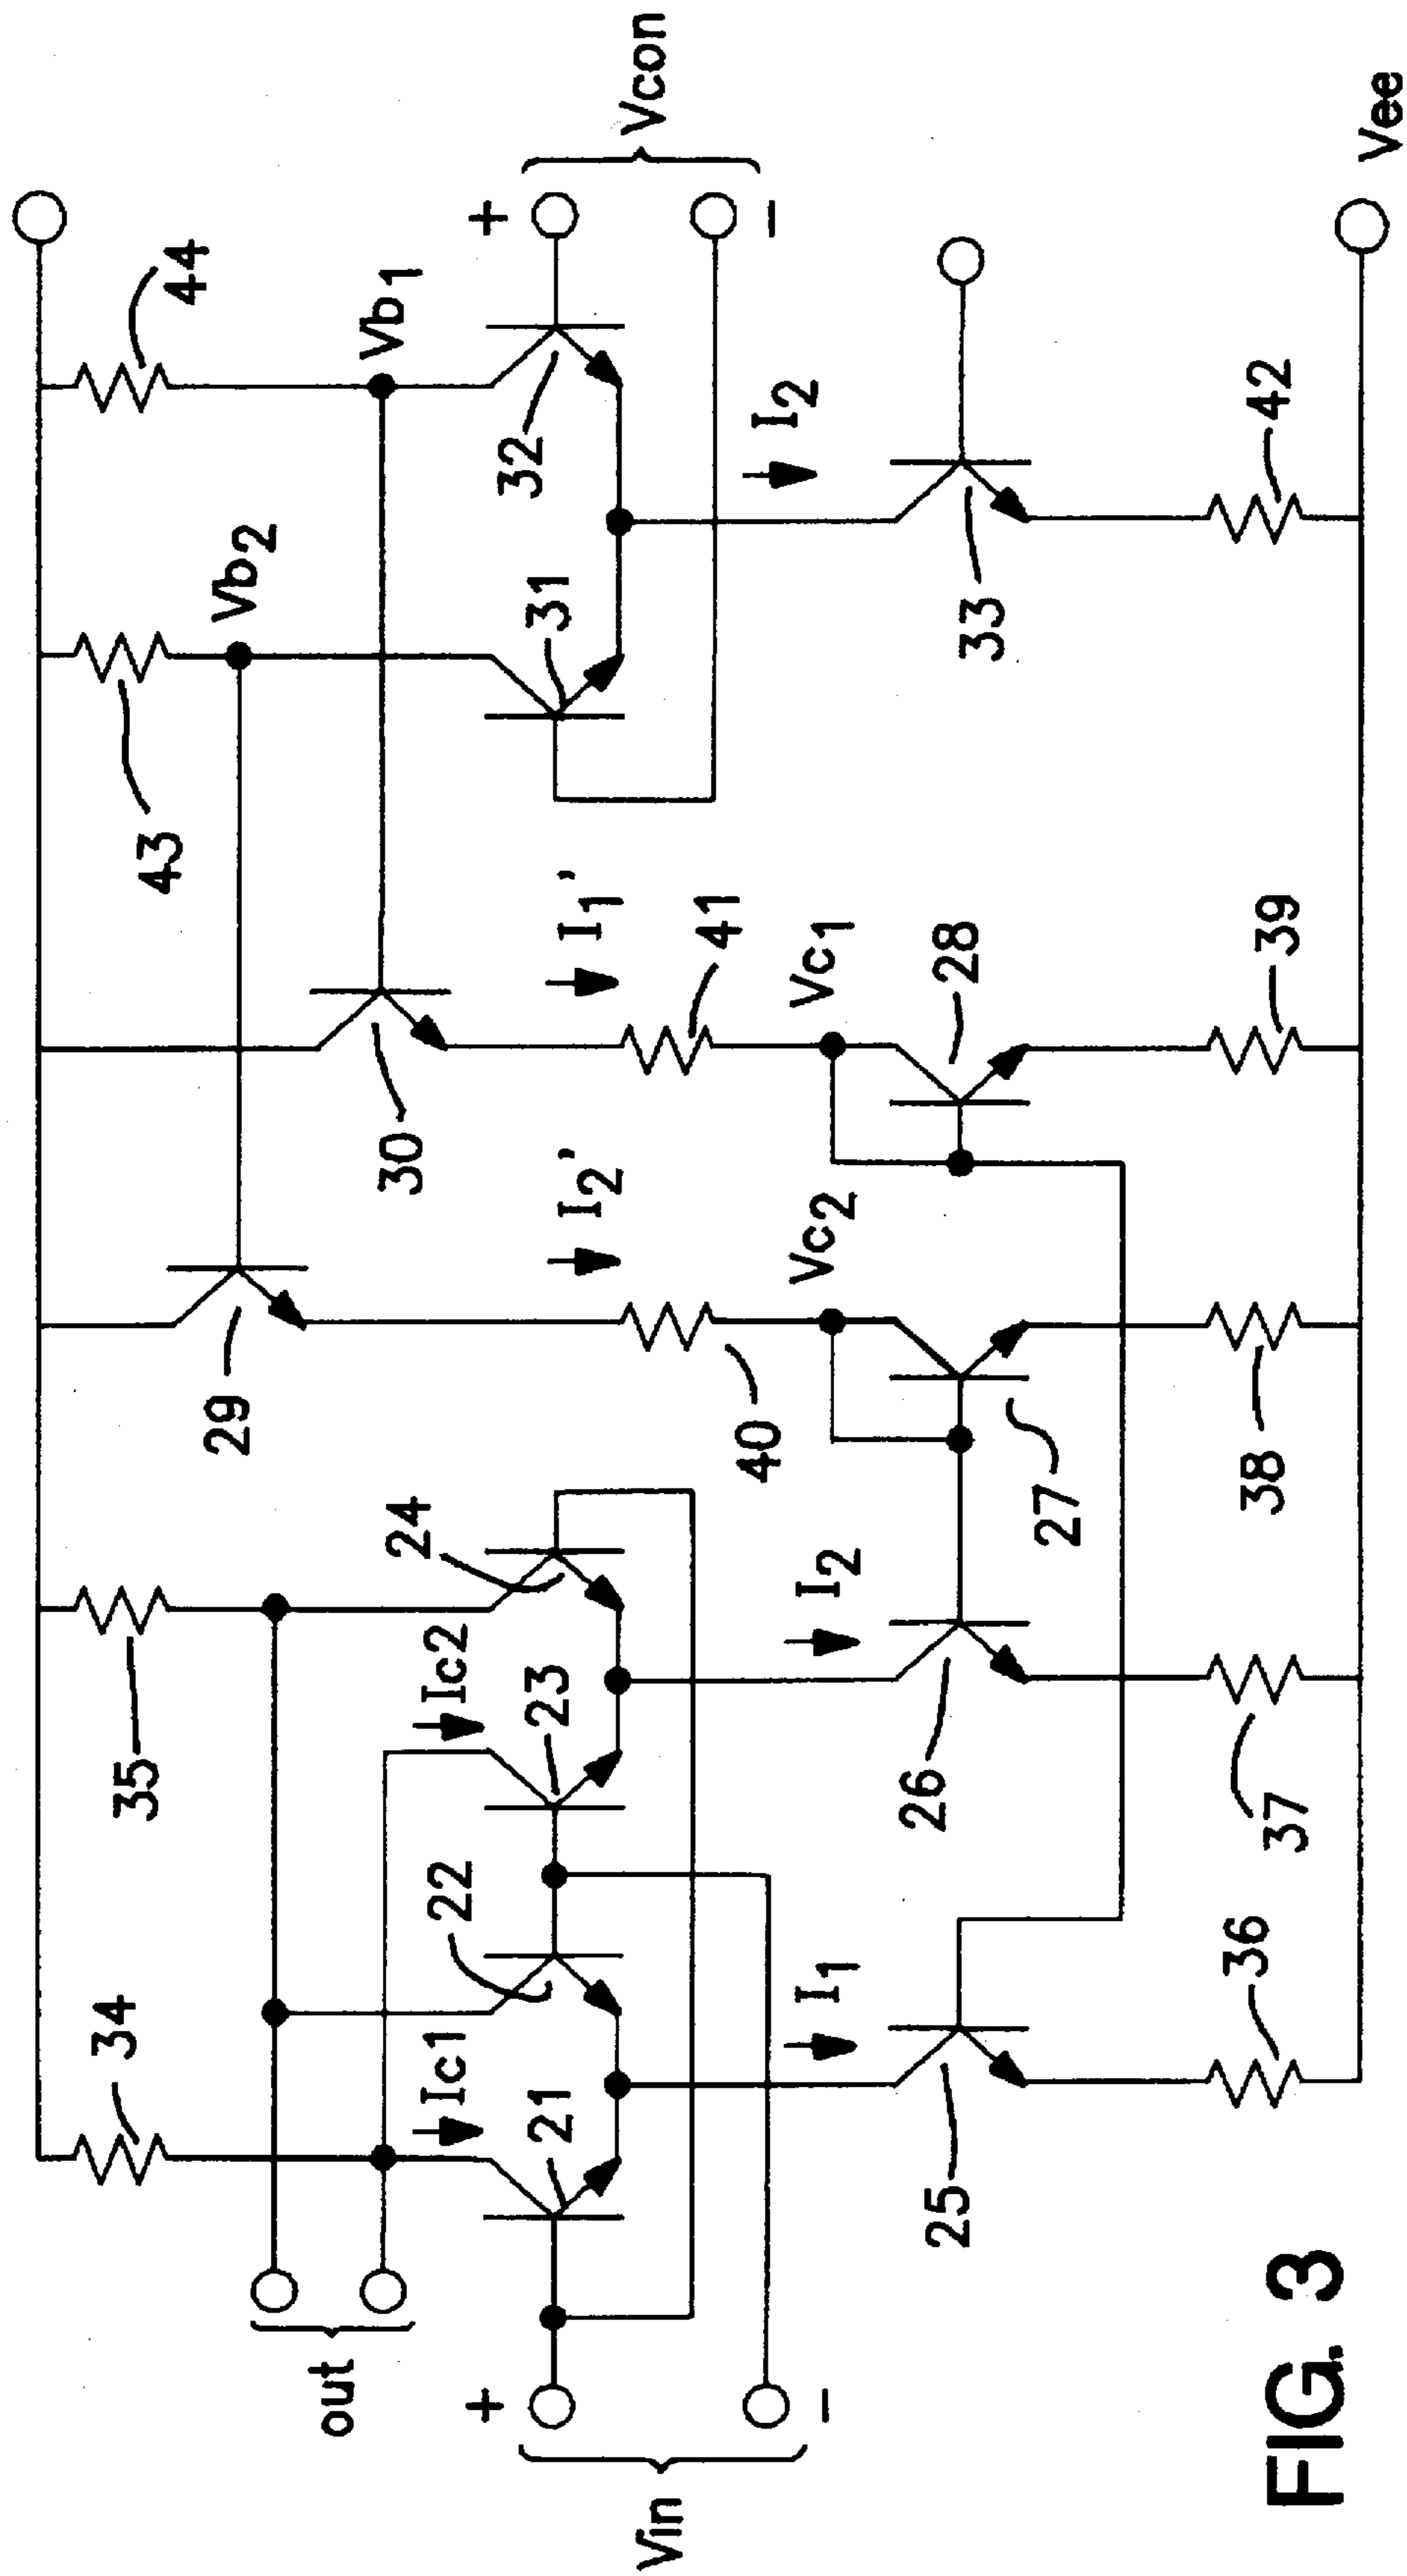 44
Vb1
+
Vcon
−
32
I2
42
Vee
Vb2
43
31
33
I1'
41
Vc1
28
39
30
I2'
Vc2
29
40
27
38
24
35
Ic2
23
I2
26
37
22
34
Ic1
21
I1
25
36
out
+
Vin
−
FIG. 3